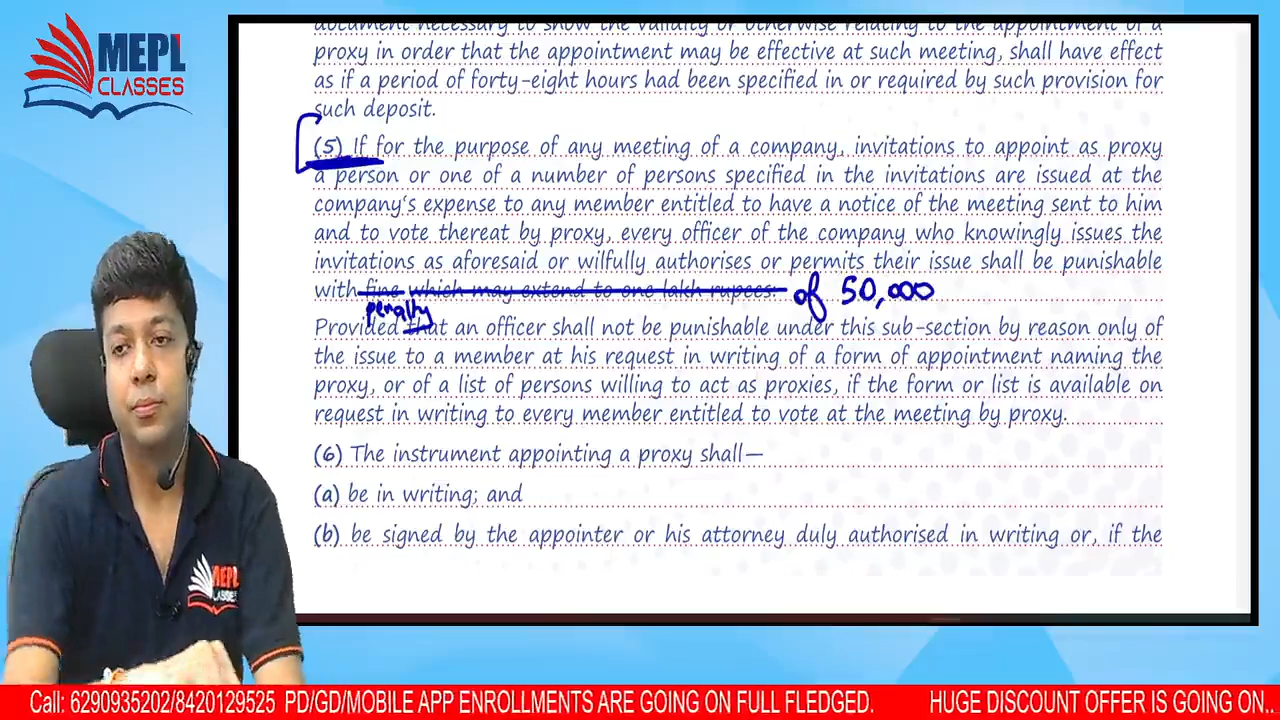 MEPL
CLASSES
document necessary to show the validity or otherwise relating to the appointment of a
proxy in order that the appointment may be effective at such meeting, shall have effect
as if a period of forty-eight hours had been specified in or required by such provision for
such deposit.
(5) If for the purpose of any meeting of a company, invitations to appoint as proxy
a person or one of a number of persons specified in the invitations are issued at the
company's expense to any member entitled to have a notice of the meeting sent to him
and to vote thereat by proxy, every officer of the company who knowingly issues the
invitations as aforesaid or wilfully authorises or permits their issue shall be punishable
with fine which may extend to one lakh rupees. of 50,000
penalty
Provided that an officer shall not be punishable under this sub-section by reason only of
the issue to a member at his request in writing of a form of appointment naming the
proxy, or of a list of persons willing to act as proxies, if the form or list is available on
request in writing to every member entitled to vote at the meeting by proxy.
(6) The instrument appointing a proxy shall—
(a) be in writing; and
(b) be signed by the appointer or his attorney duly authorised in writing or, if the
MEPL
CLASSES
Call: 6290935202/8420129525 PD/GD/MOBILE APP ENROLLMENTS ARE GOING ON FULL FLEDGED. HUGE DISCOUNT OFFER IS GOING ON..